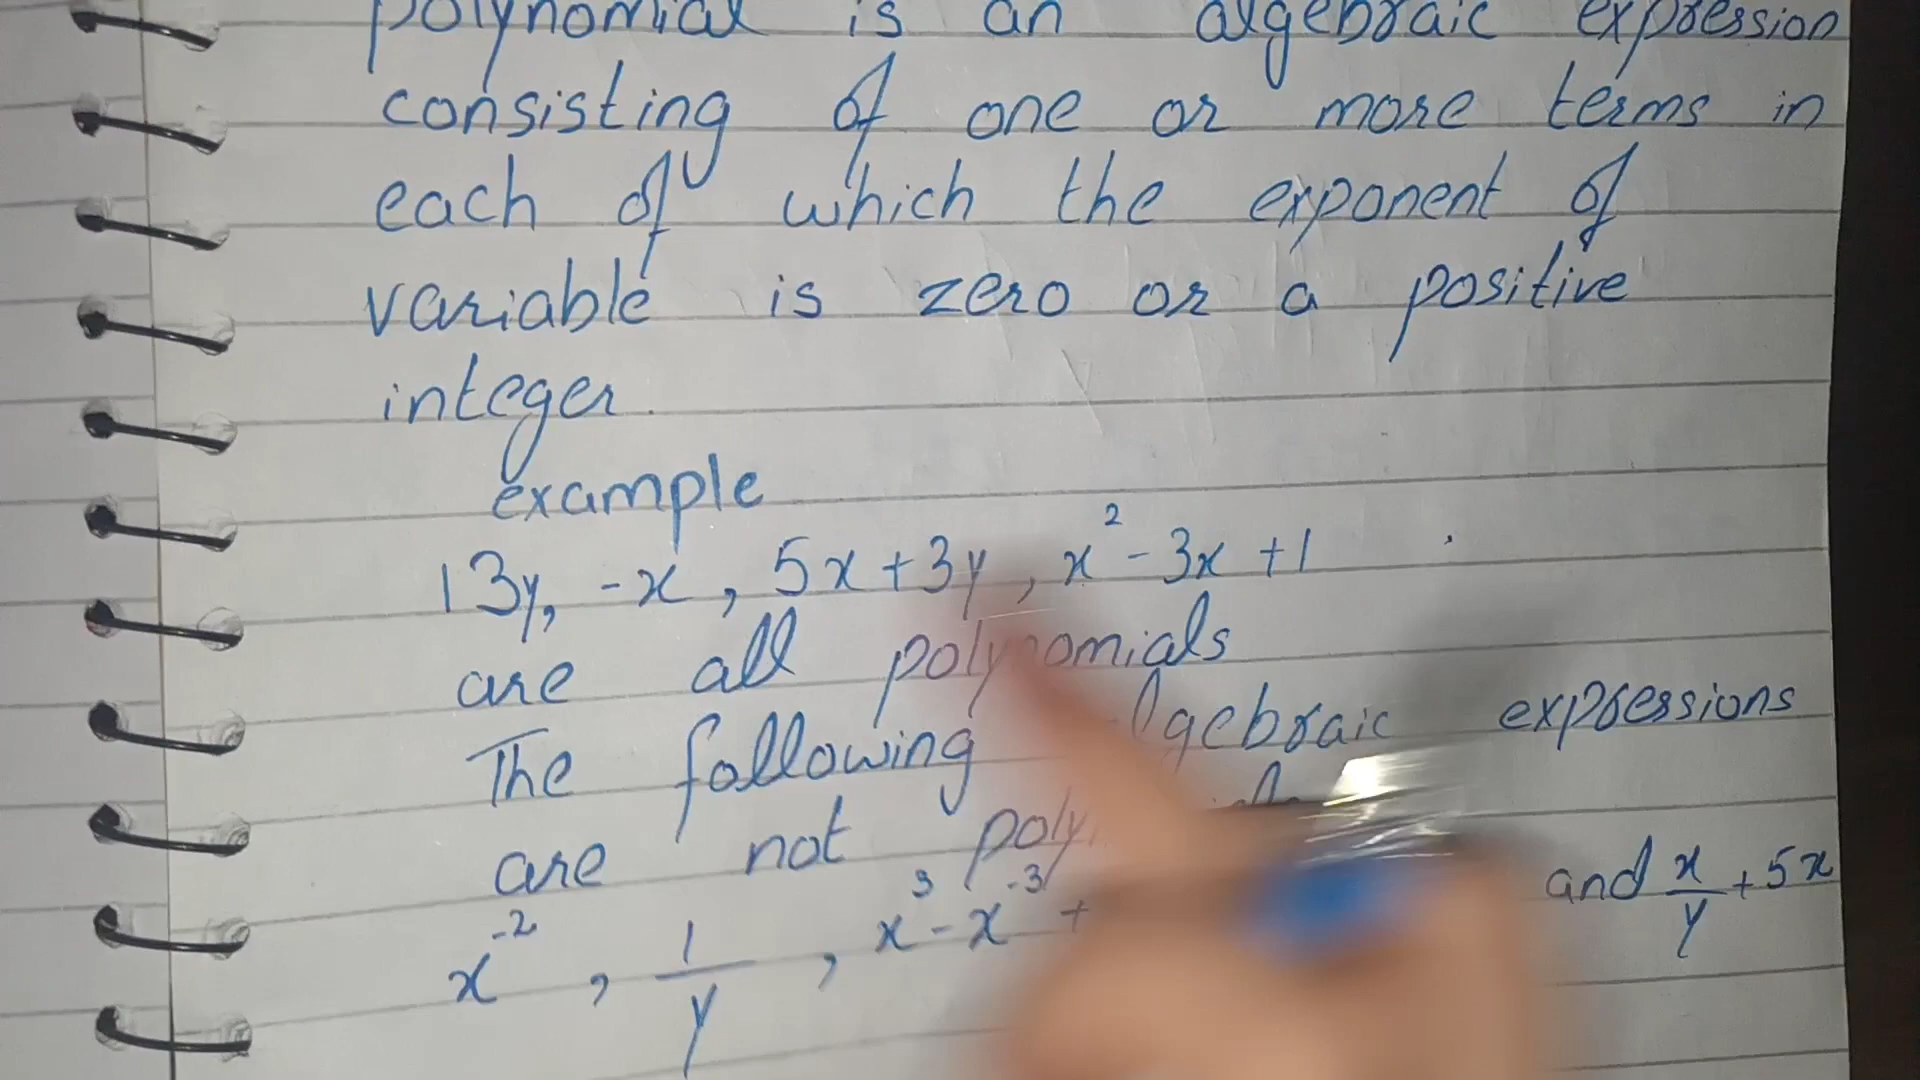 polynomial is an algebraic expression
consisting of one or more terms in
each of which the exponent of
variable is zero or a positive
integer.
example
13y, -x, 5x+3y, x²-3x+1
are all polynomials
The following algebraic expressions
are not
x⁻², 1/y, x³-x⁻³+ and x/y+5x